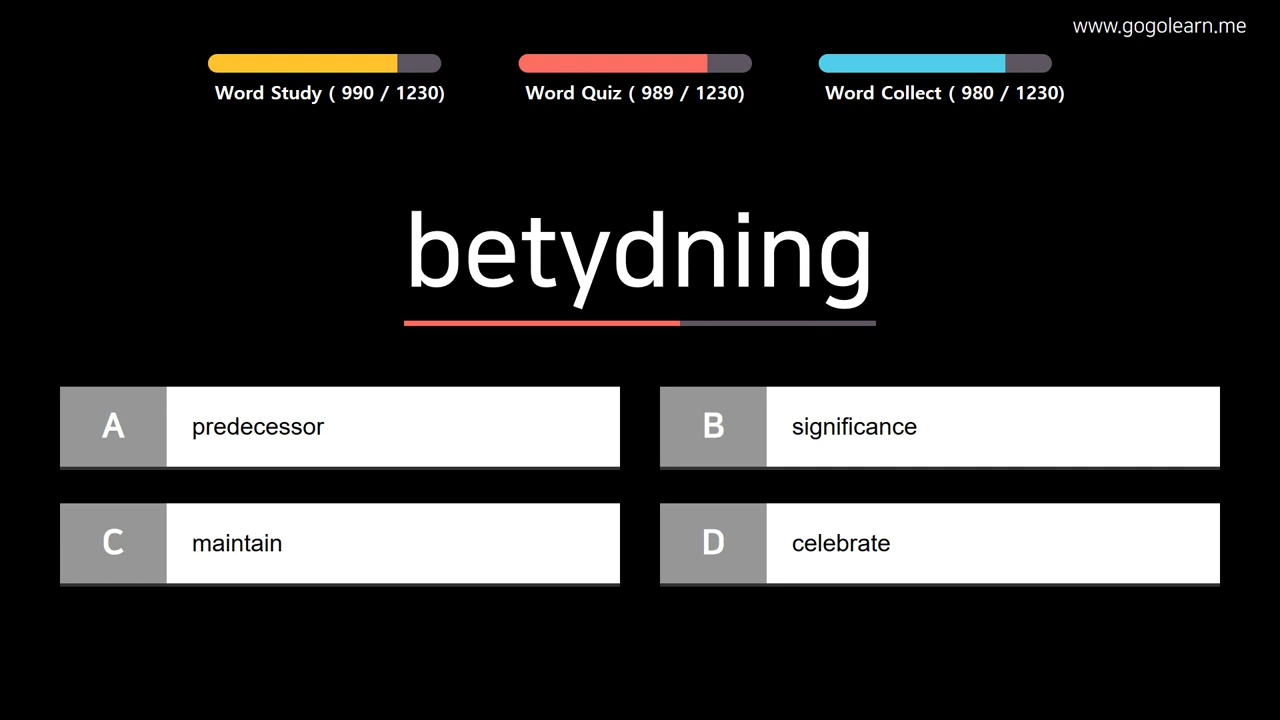 www.gogolearn.me
Word Study ( 990 / 1230)
Word Quiz ( 989 / 1230)
Word Collect ( 980 / 1230)
betydning
A
predecessor
B
significance
C
maintain
D
celebrate